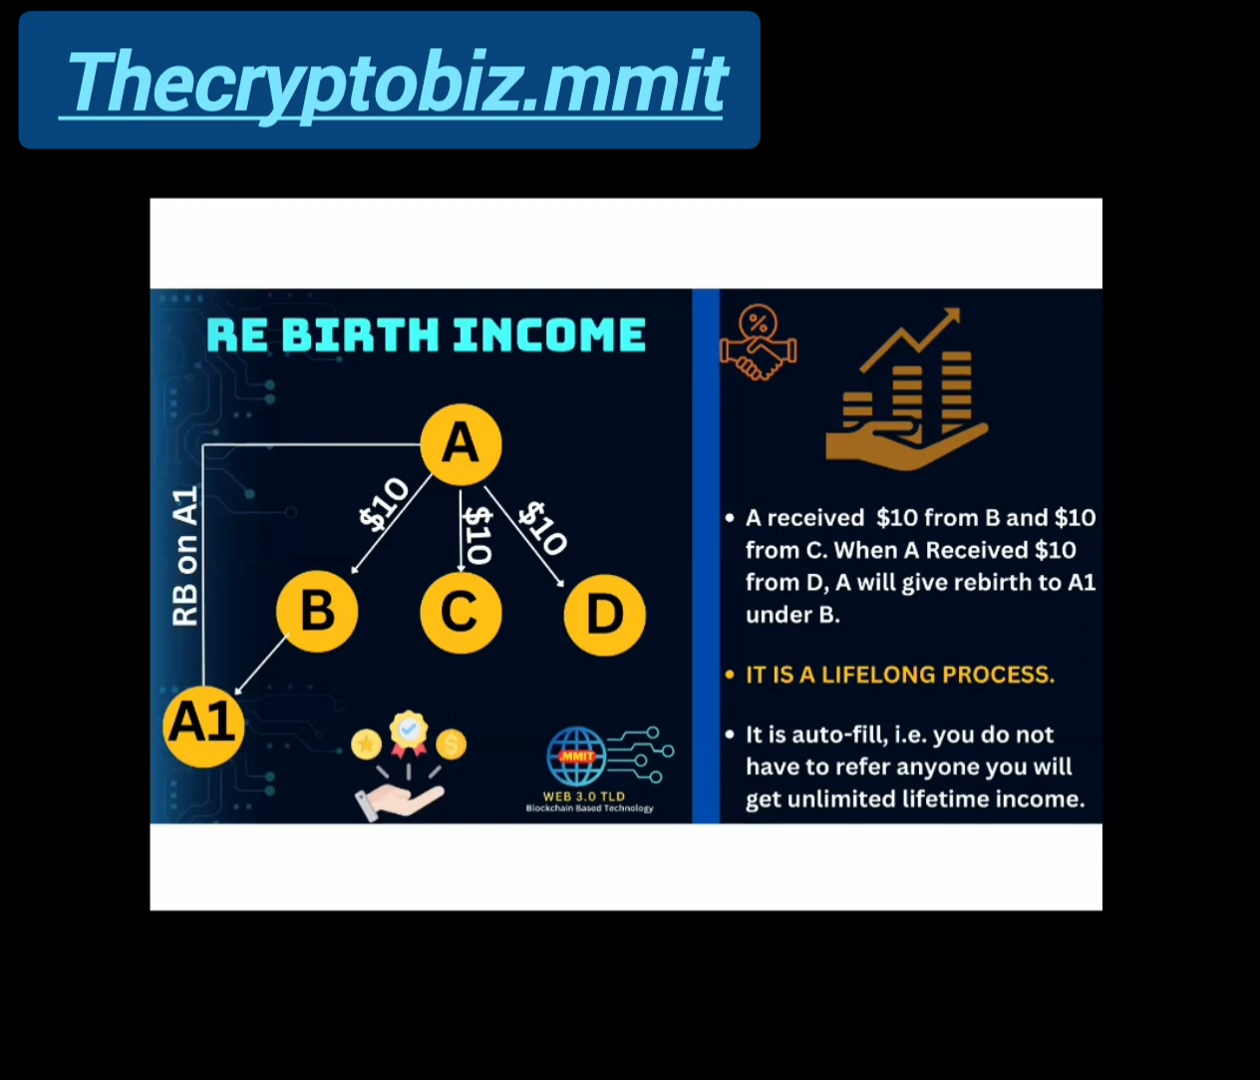 Thecryptobiz.mmit
RE BIRTH INCOME
A
$10
$10
$10
RB on A1
B
C
D
A1
.MMIT
WEB 3.0 TLD
Blockchain Based Technology
%
$
• A received $10 from B and $10
from C. When A Received $10
from D, A will give rebirth to A1
under B.
• IT IS A LIFELONG PROCESS.
• It is auto-fill, i.e. you do not
have to refer anyone you will
get unlimited lifetime income.